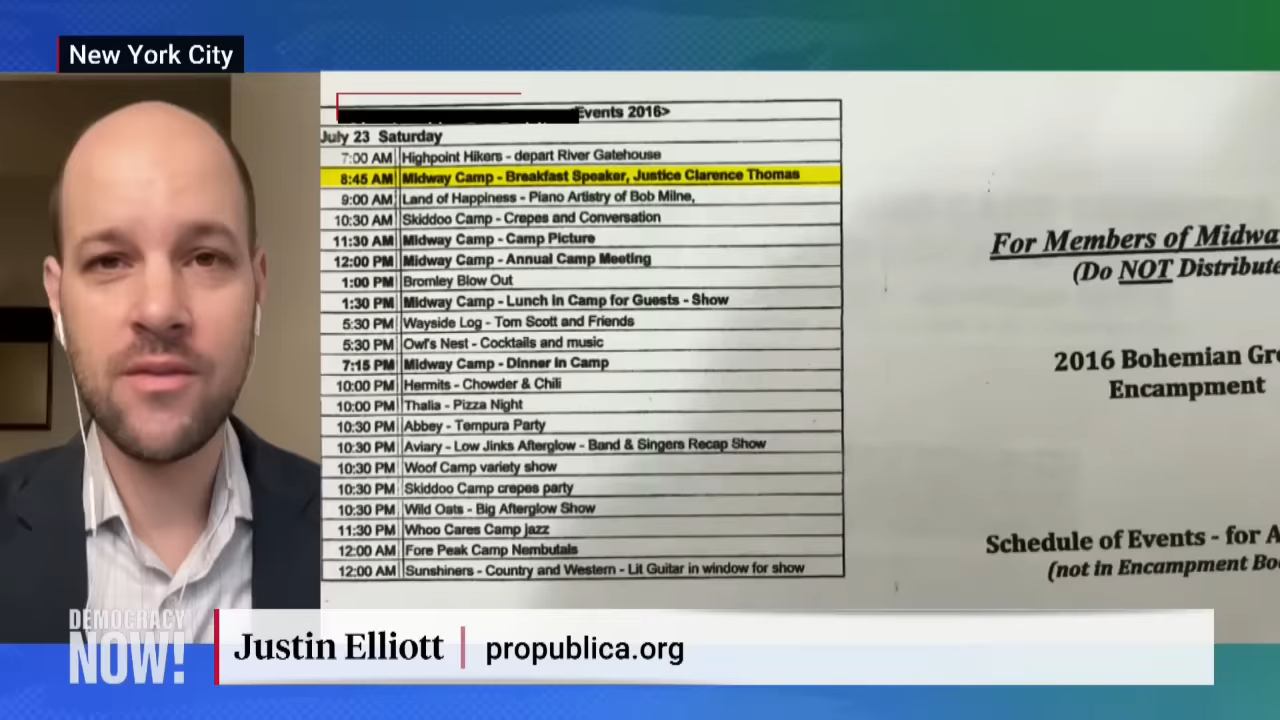 New York City
Events 2016>
July 23 Saturday
7:00 AM Highpoint Hikers - depart River Gatehouse
8:45 AM Midway Camp - Breakfast Speaker, Justice Clarence Thomas
9:00 AM Land of Happiness - Piano Artistry of Bob Milne,
10:30 AM Skiddoo Camp - Crepes and Conversation
11:30 AM Midway Camp - Camp Picture
12:00 PM Midway Camp - Annual Camp Meeting
1:00 PM Bromley Blow Out
1:30 PM Midway Camp - Lunch in Camp for Guests - Show
5:30 PM Wayside Log - Tom Scott and Friends
5:30 PM Owl's Nest - Cocktails and music
7:15 PM Midway Camp - Dinner in Camp
10:00 PM Hermits - Chowder & Chili
10:00 PM Thalia - Pizza Night
10:30 PM Abbey - Tempura Party
10:30 PM Aviary - Low Jinks Afterglow - Band & Singers Recap Show
10:30 PM Woof Camp variety show
10:30 PM Skiddoo Camp crepes party
10:30 PM Wild Oats - Big Afterglow Show
11:30 PM Whoo Cares Camp jazz
12:00 AM Fore Peak Camp Nembutals
12:00 AM Sunshiners - Country and Western - Lit Guitar in window for show
For Members of Midwa
(Do NOT Distribute
2016 Bohemian Gro
Encampment
Schedule of Events - for A
(not in Encampment Boo
DEMOCRACY
NOW!
Justin Elliott | propublica.org